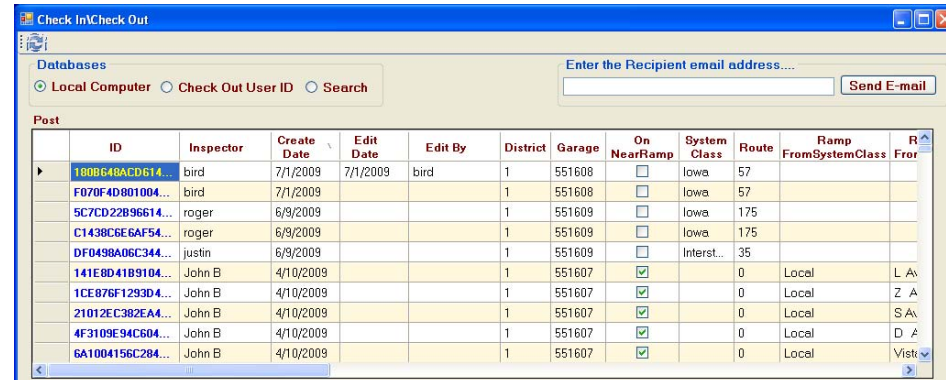 Check In\Check Out
Databases
Enter the Recipient email address....
Local Computer Check Out User ID Search
Send E-mail
Post
ID Inspector Create Date Edit Date Edit By District Garage On NearRamp System Class Route Ramp FromSystemClass
180B648ACD614... bird 7/1/2009 7/1/2009 bird 1 551608 Iowa 57
F070F4D801004... bird 7/1/2009 1 551608 Iowa 57
5C7CD22B96614... roger 6/9/2009 1 551609 Iowa 175
C1438C6E6AF54... roger 6/9/2009 1 551609 Iowa 175
DF0498A06C344... justin 6/9/2009 1 551609 Interst... 35
141E8D41B9104... John B 4/10/2009 1 551607 0 Local L Av
1CE876F1293D4... John B 4/10/2009 1 551607 0 Local Z A
21012EC382EA4... John B 4/10/2009 1 551607 0 Local S Av
4F3109E94C604... John B 4/10/2009 1 551607 0 Local D A
6A1004156C284... John B 4/10/2009 1 551607 0 Local Vista